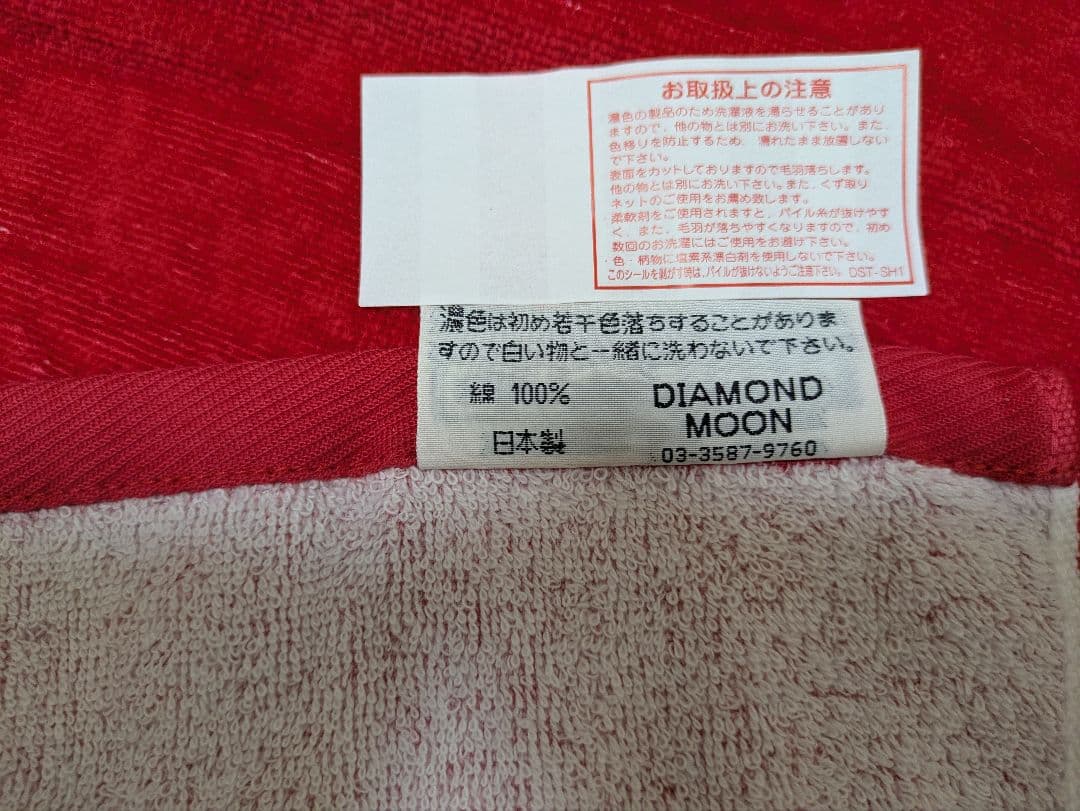 お取扱上の注意
濃色の製品のため洗濯液を濁らせることがあり
ますので、他の物とは別にお洗い下さい。また、
色移りを防止するため、濡れたまま放置しない
で下さい。
表面をカットしておりますので毛羽落ちします。
他の物とは別にお洗い下さい。また、くず取り
ネットのご使用をお薦め致します。
・柔軟剤をご使用されますと、パイル糸が抜けやす
く、また、毛羽が落ちやすくなりますので、初め
数回のお洗濯にはご使用をお避け下さい。
・色・柄物に塩素系漂白剤を使用しないで下さい。
このシールを剥がす時は、パイルが抜けないようご注意下さい。 DST-SH1
濃色は初め若干色落ちすることがありま
すので白い物と一緒に洗わないで下さい。
綿 100% DIAMOND
MOON
日本製 03-3587-9760